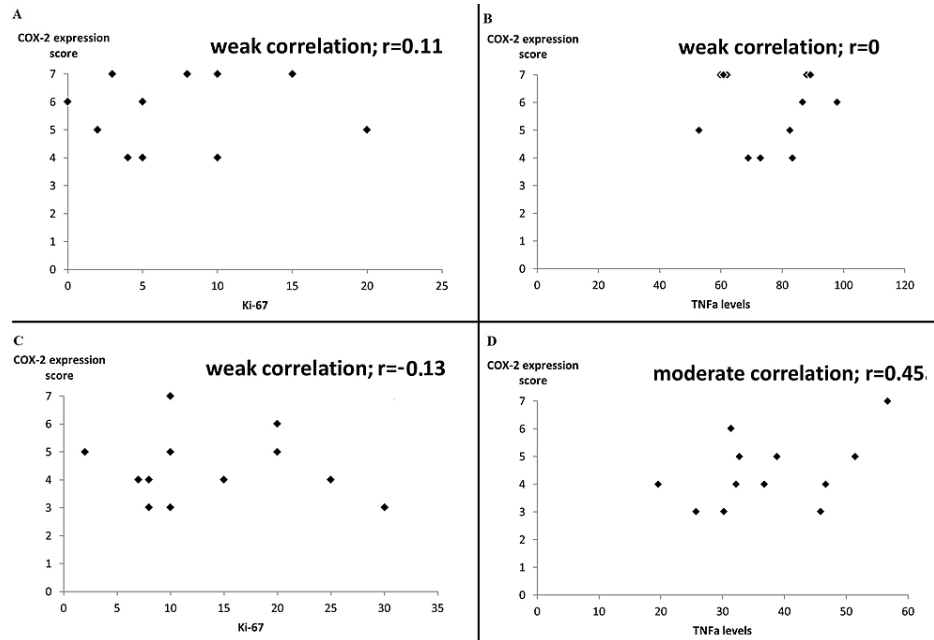 A
COX-2 expression
score
weak correlation; r=0.11
7
6
5
4
3
2
1
0
0 5 10 15 20 25
Ki-67
B
COX-2 expression
score
weak correlation; r=0
7
6
5
4
3
2
1
0
0 20 40 60 80 100 120
TNFa levels
C
COX-2 expression
score
weak correlation; r=-0.13
7
6
5
4
3
2
1
0
0 5 10 15 20 25 30 35
Ki-67
D
COX-2 expression
score
moderate correlation; r=0.45
7
6
5
4
3
2
1
0
0 10 20 30 40 50 60
TNFa levels